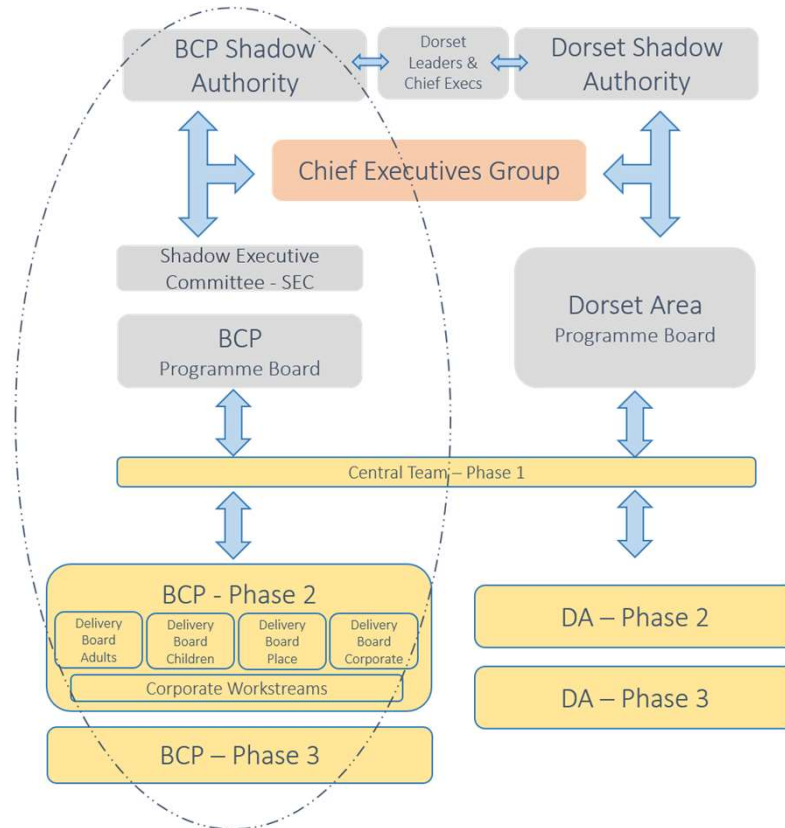 BCP Shadow
Authority
Dorset
Leaders &
Chief Execs
Dorset Shadow
Authority
Chief Executives Group
Shadow Executive
Committee - SEC
BCP
Programme Board
Dorset Area
Programme Board
Central Team – Phase 1
BCP - Phase 2
Delivery
Board
Adults
Delivery
Board
Children
Delivery
Board
Place
Delivery
Board
Corporate
Corporate Workstreams
BCP – Phase 3
DA – Phase 2
DA – Phase 3